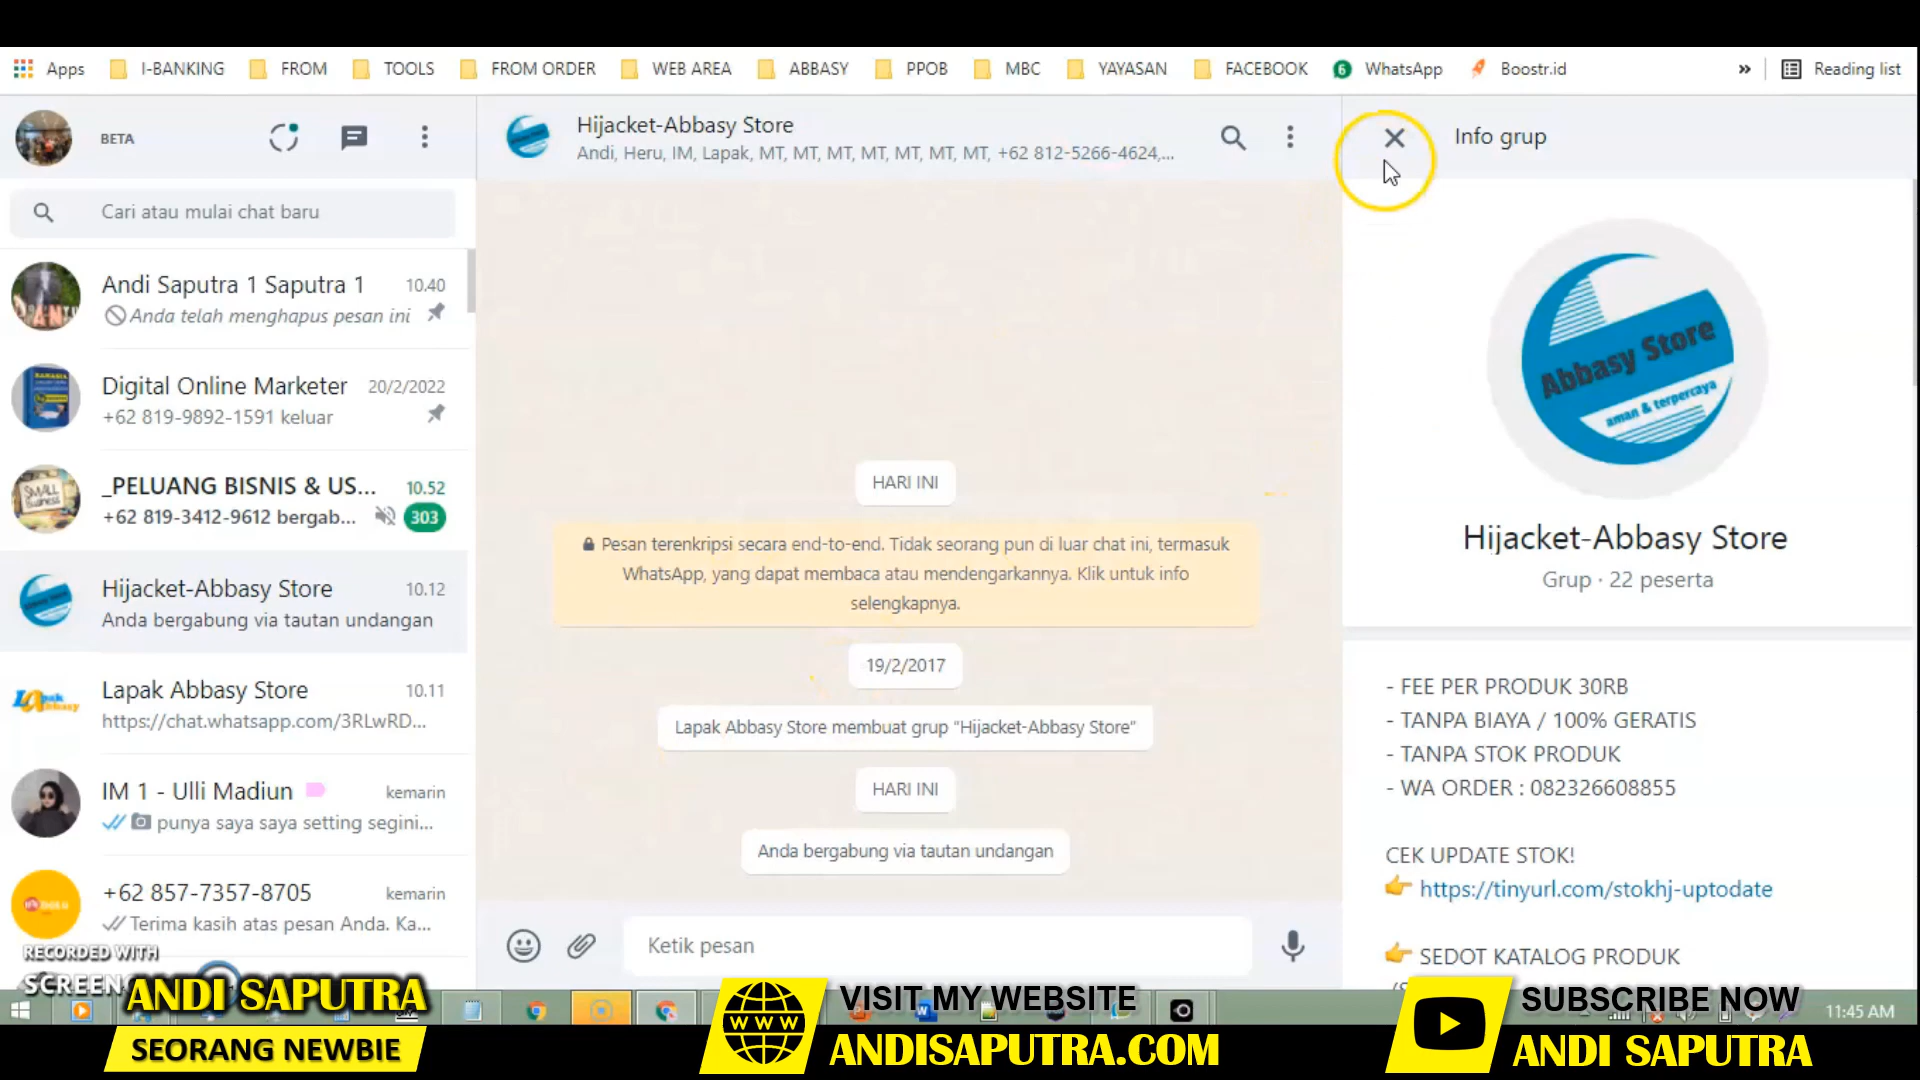 Apps
I-BANKING
FROM
TOOLS
FROM ORDER
WEB AREA
ABBASY
PPOB
MBC
YAYASAN
FACEBOOK
6
WhatsApp
Boostr.id
»
Reading list
BETA
Cari atau mulai chat baru
Andi Saputra 1 Saputra 1
10.40
Anda telah menghapus pesan ini
Digital Online Marketer
20/2/2022
+62 819-9892-1591 keluar
SMALL
_PELUANG BISNIS & US...
10.52
+62 819-3412-9612 bergab...
303
Hijacket-Abbasy Store
10.12
Anda bergabung via tautan undangan
Lapak Abbasy Store
10.11
https://chat.whatsapp.com/3RLwRD...
IM 1 - Ulli Madiun
kemarin
punya saya saya setting segini...
+62 857-7357-8705
kemarin
Terima kasih atas pesan Anda. Ka...
Hijacket-Abbasy Store
Andi, Heru, IM, Lapak, MT, MT, MT, MT, MT, MT, MT, +62 812-5266-4624,...
HARI INI
Pesan terenkripsi secara end-to-end. Tidak seorang pun di luar chat ini, termasuk
WhatsApp, yang dapat membaca atau mendengarkannya. Klik untuk info
selengkapnya.
19/2/2017
Lapak Abbasy Store membuat grup "Hijacket-Abbasy Store"
HARI INI
Anda bergabung via tautan undangan
Ketik pesan
Info grup
Abbasy Store
aman & terpercaya
Hijacket-Abbasy Store
Grup · 22 peserta
- FEE PER PRODUK 30RB
- TANPA BIAYA / 100% GERATIS
- TANPA STOK PRODUK
- WA ORDER : 082326608855
CEK UPDATE STOK!
👉 https://tinyurl.com/stokhj-uptodate
👉 SEDOT KATALOG PRODUK
RECORDED WITH
SCREEN
ANDI SAPUTRA
SEORANG NEWBIE
WWW
VISIT MY WEBSITE
ANDISAPUTRA.COM
SUBSCRIBE NOW
ANDI SAPUTRA
11:45 AM